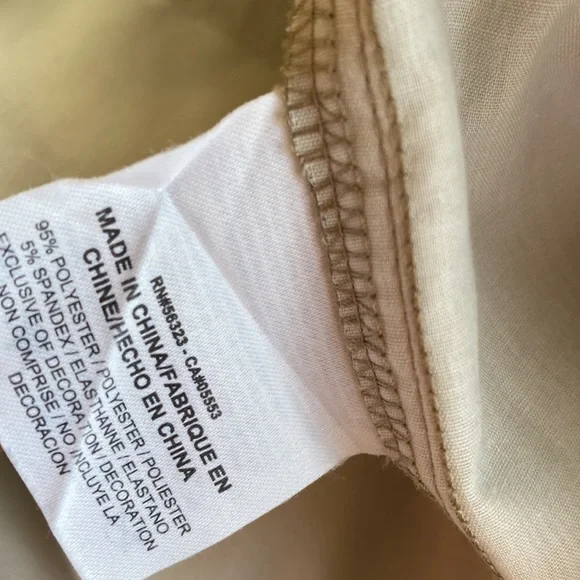 RN#56323 - CA#05553
MADE IN CHINA/FABRIQUE EN
CHINE/HECHO EN CHINA
95% POLYESTER / POLYESTER / POLIESTER
5% SPANDEX / ELASTHANNE / ELASTANO
EXCLUSIVE OF DECORATION / DECORATION
NON COMPRISE / NO INCLUYE LA
DECORACION